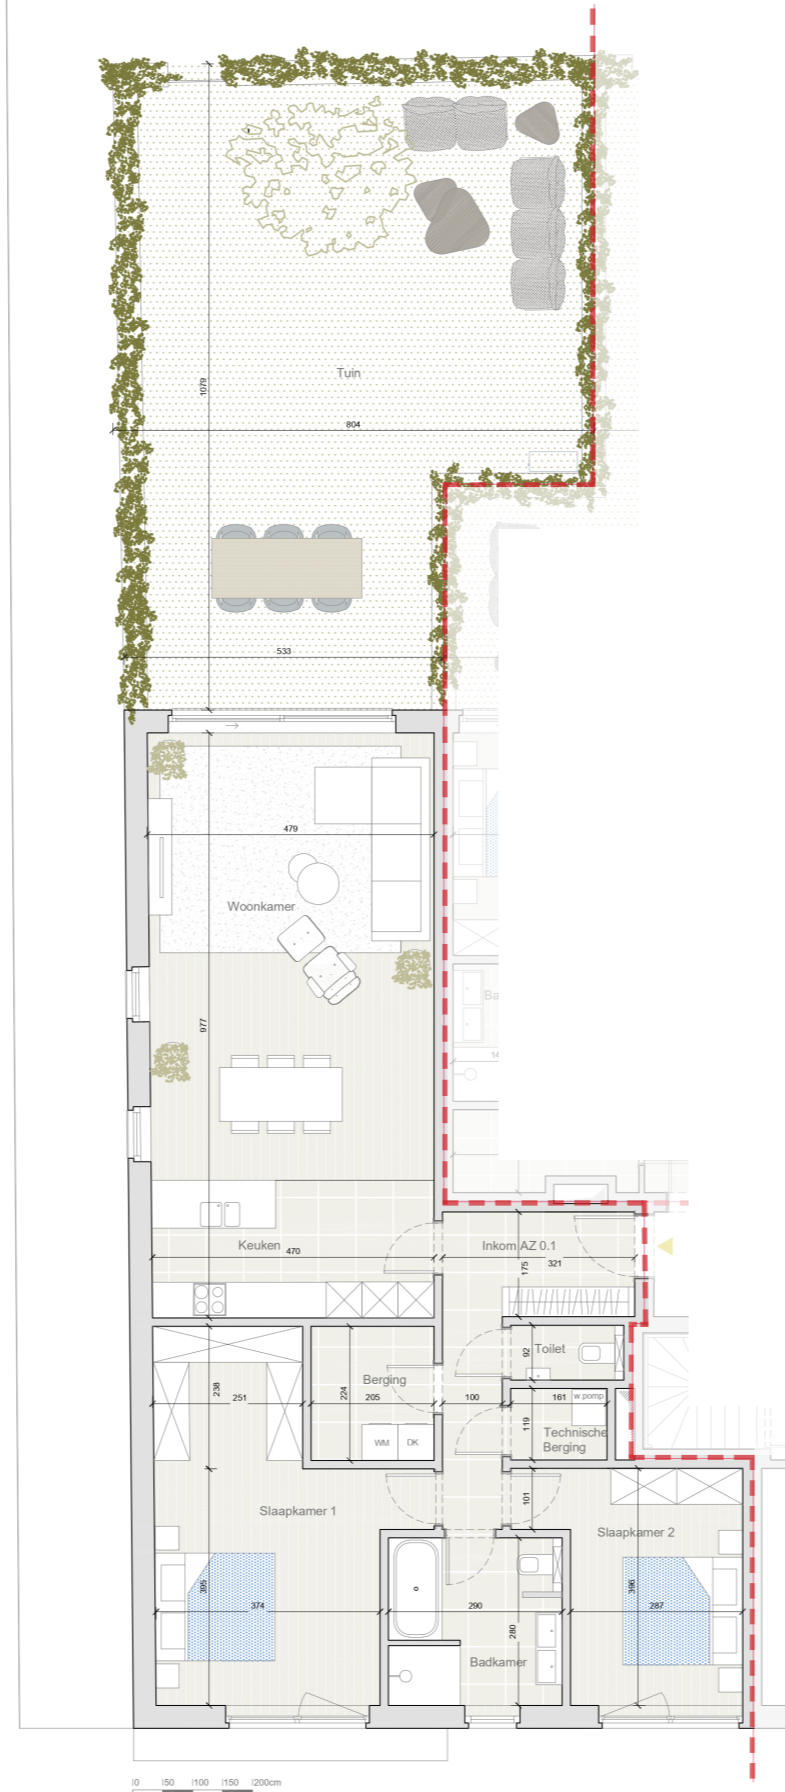 Tuin
1079
804
533
479
Woonkamer
977
Ba
14
Keuken
470
Inkom AZ 0.1
321
175
Toilet
92
Berging
238
251
224
205
100
161
w.pomp
119
Technische
Berging
WM
DK
101
Slaapkamer 1
Slaapkamer 2
395
374
290
280
396
287
Badkamer
0 50 100 150 200cm